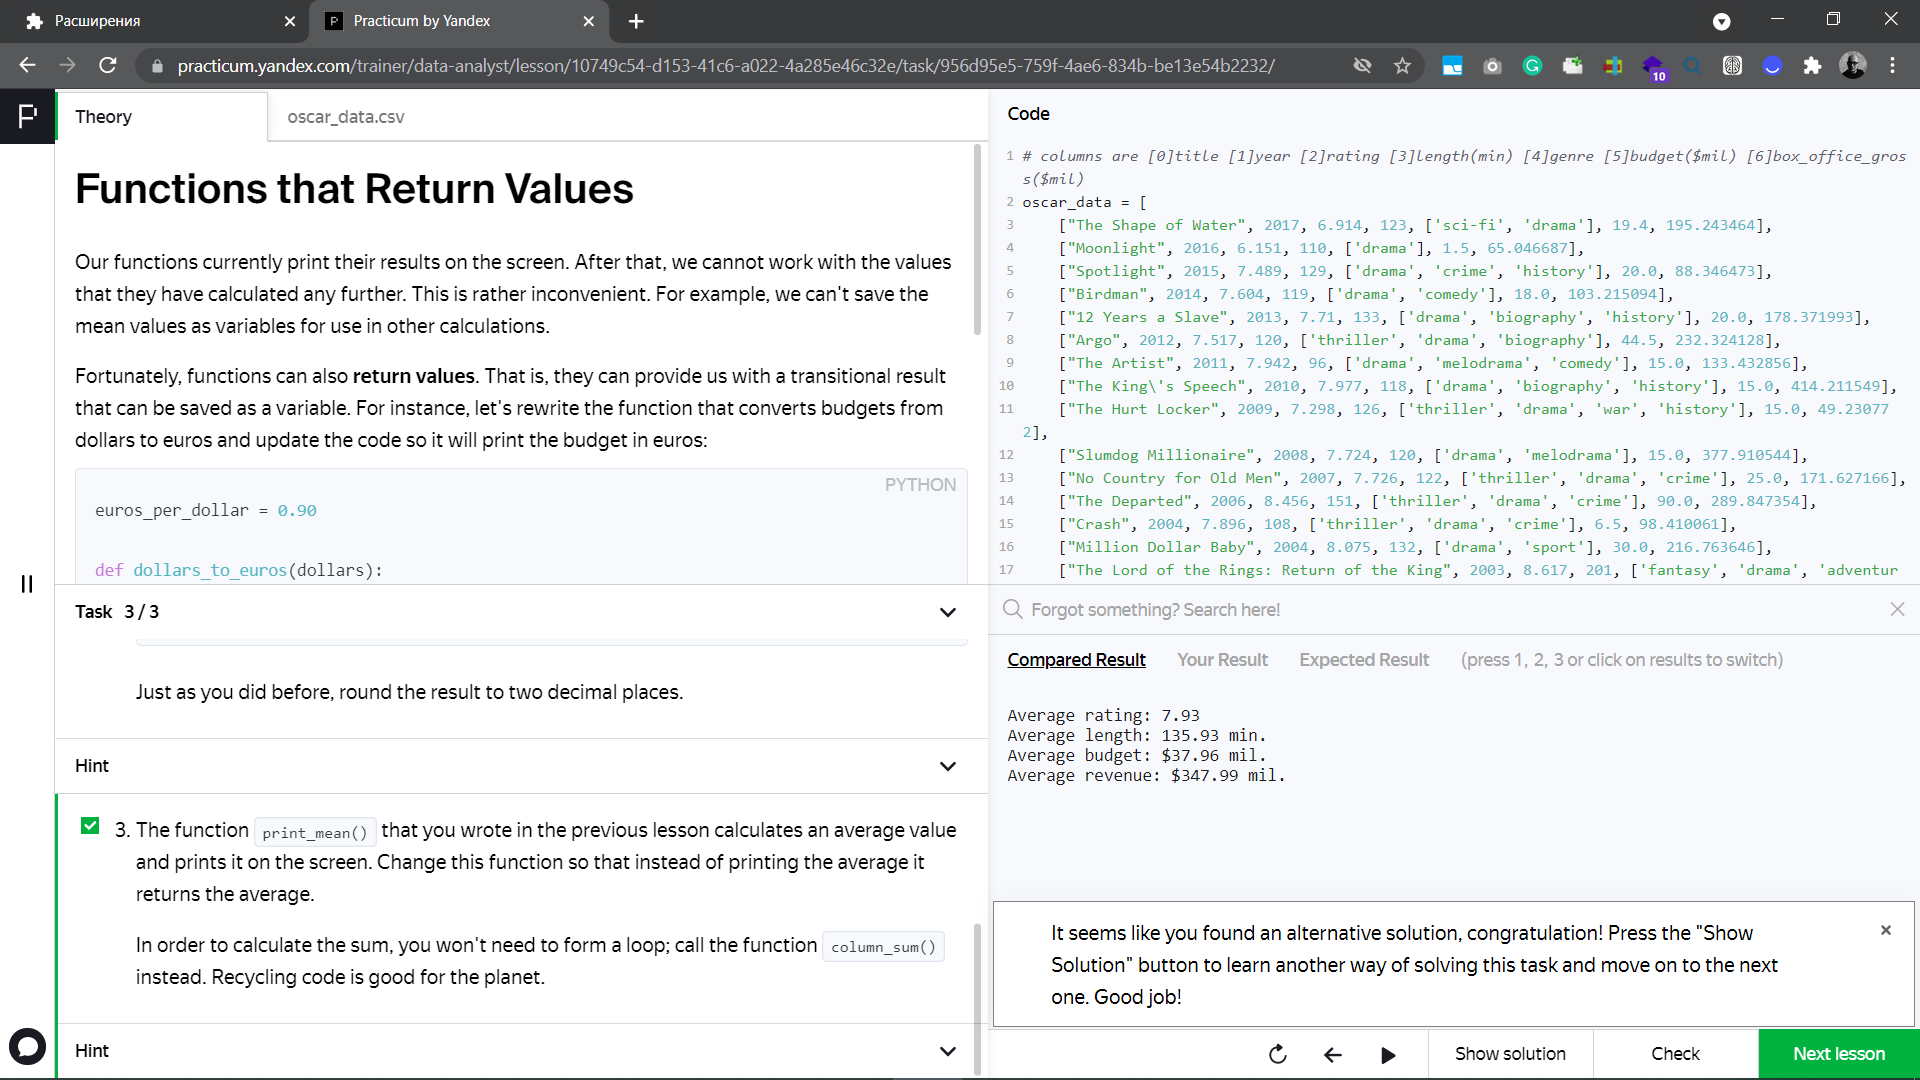 Расширения
Practicum by Yandex
practicum.yandex.com/trainer/data-analyst/lesson/10749c54-d153-41c6-a022-4a285e46c32e/task/956d95e5-759f-4ae6-834b-be13e54b2232/
10
Theory
oscar_data.csv
Functions that Return Values
Our functions currently print their results on the screen. After that, we cannot work with the values
that they have calculated any further. This is rather inconvenient. For example, we can't save the
mean values as variables for use in other calculations.
Fortunately, functions can also return values. That is, they can provide us with a transitional result
that can be saved as a variable. For instance, let's rewrite the function that converts budgets from
dollars to euros and update the code so it will print the budget in euros:
PYTHON
euros_per_dollar = 0.90
def dollars_to_euros(dollars):
Task 3 / 3
Just as you did before, round the result to two decimal places.
Hint
3. The function print_mean() that you wrote in the previous lesson calculates an average value
and prints it on the screen. Change this function so that instead of printing the average it
returns the average.
In order to calculate the sum, you won't need to form a loop; call the function column_sum()
instead. Recycling code is good for the planet.
Hint
Code
1 # columns are [0]title [1]year [2]rating [3]length(min) [4]genre [5]budget($mil) [6]box_office_gros
s($mil)
2 oscar_data = [
3 ["The Shape of Water", 2017, 6.914, 123, ['sci-fi', 'drama'], 19.4, 195.243464],
4 ["Moonlight", 2016, 6.151, 110, ['drama'], 1.5, 65.046687],
5 ["Spotlight", 2015, 7.489, 129, ['drama', 'crime', 'history'], 20.0, 88.346473],
6 ["Birdman", 2014, 7.604, 119, ['drama', 'comedy'], 18.0, 103.215094],
7 ["12 Years a Slave", 2013, 7.71, 133, ['drama', 'biography', 'history'], 20.0, 178.371993],
8 ["Argo", 2012, 7.517, 120, ['thriller', 'drama', 'biography'], 44.5, 232.324128],
9 ["The Artist", 2011, 7.942, 96, ['drama', 'melodrama', 'comedy'], 15.0, 133.432856],
10 ["The King\'s Speech", 2010, 7.977, 118, ['drama', 'biography', 'history'], 15.0, 414.211549],
11 ["The Hurt Locker", 2009, 7.298, 126, ['thriller', 'drama', 'war', 'history'], 15.0, 49.23077
2],
12 ["Slumdog Millionaire", 2008, 7.724, 120, ['drama', 'melodrama'], 15.0, 377.910544],
13 ["No Country for Old Men", 2007, 7.726, 122, ['thriller', 'drama', 'crime'], 25.0, 171.627166],
14 ["The Departed", 2006, 8.456, 151, ['thriller', 'drama', 'crime'], 90.0, 289.847354],
15 ["Crash", 2004, 7.896, 108, ['thriller', 'drama', 'crime'], 6.5, 98.410061],
16 ["Million Dollar Baby", 2004, 8.075, 132, ['drama', 'sport'], 30.0, 216.763646],
17 ["The Lord of the Rings: Return of the King", 2003, 8.617, 201, ['fantasy', 'drama', 'adventur
Forgot something? Search here!
Compared Result Your Result Expected Result (press 1, 2, 3 or click on results to switch)
Average rating: 7.93
Average length: 135.93 min.
Average budget: $37.96 mil.
Average revenue: $347.99 mil.
It seems like you found an alternative solution, congratulation! Press the "Show
Solution" button to learn another way of solving this task and move on to the next
one. Good job!
Show solution
Check
Next lesson